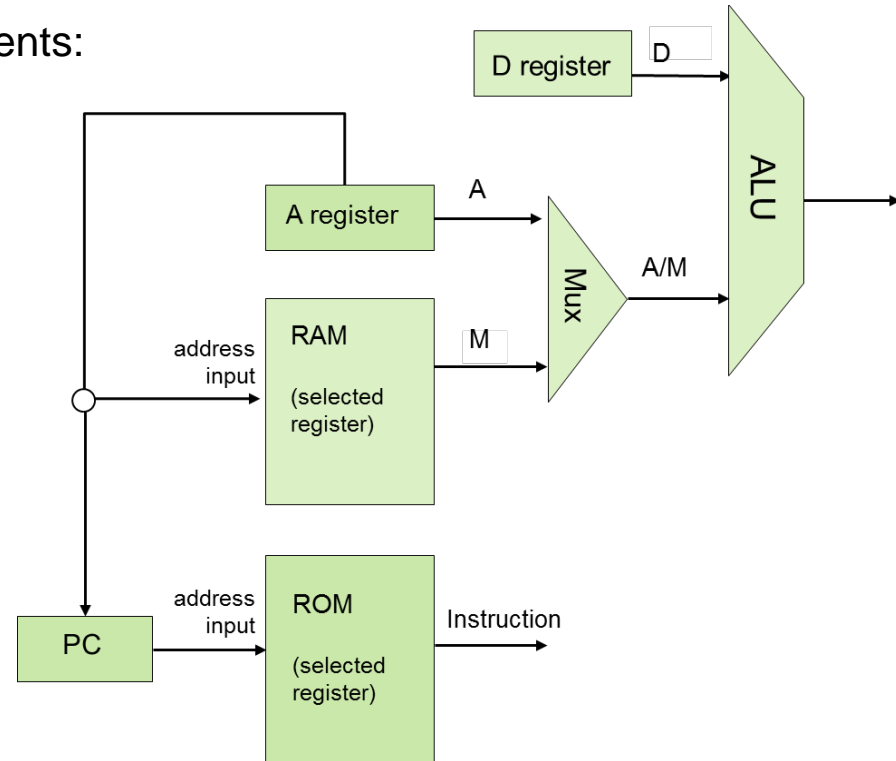 ents:
D register
D
ALU
A register
A
Mux
A/M
RAM
(selected
register)
address
input
M
PC
address
input
ROM
(selected
register)
Instruction